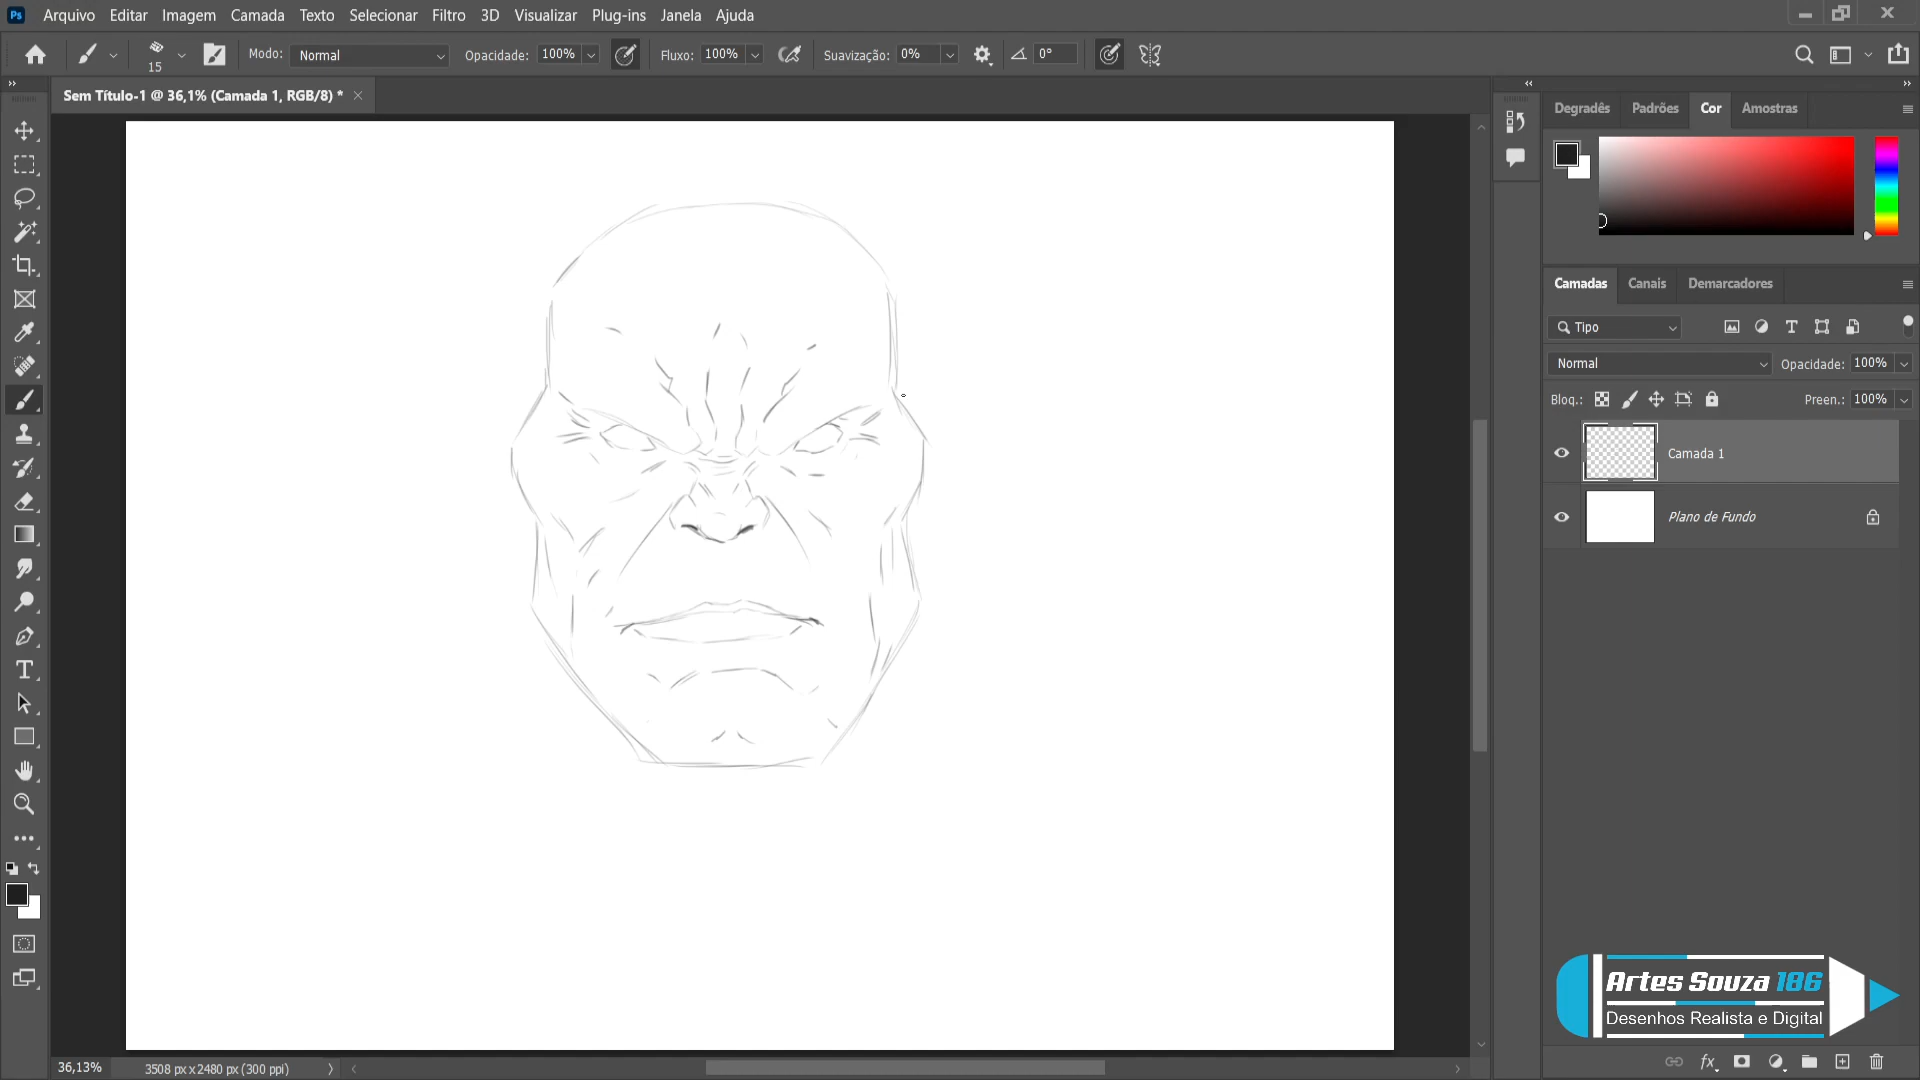 Ps Arquivo Editar Imagem Camada Texto Selecionar Filtro 3D Visualizar Plug-ins Janela Ajuda
15 Modo: Normal Opacidade: 100% Fluxo: 100% Suavização: 0% 0°
Sem Título-1 @ 36,1% (Camada 1, RGB/8) *
Degradês Padrões Cor Amostras
Camadas Canais Demarcadores
Tipo
Normal Opacidade: 100%
Bloq.: Preen.: 100%
Camada 1
Plano de Fundo
Artes Souza 186
Desenhos Realista e Digital
36,13% 3508 px x 2480 px (300 ppi)
fx